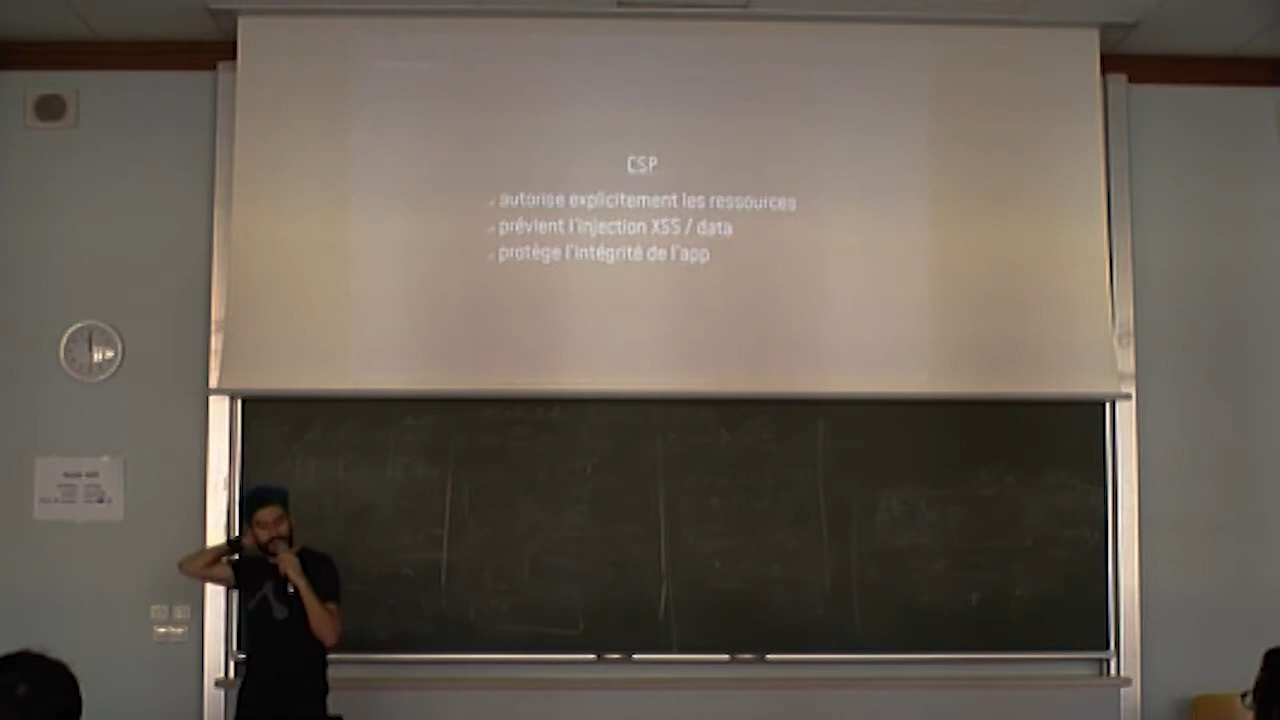 CSP
autorise explicitement les ressources
prévient l'injection XSS / data
protège l'intégrité de l'app